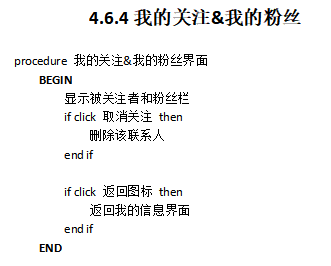 4.6.4 我的关注&我的粉丝
procedure 我的关注&我的粉丝界面
BEGIN
显示被关注者和粉丝栏
if click 取消关注 then
删除该联系人
end if
if click 返回图标 then
返回我的信息界面
end if
END